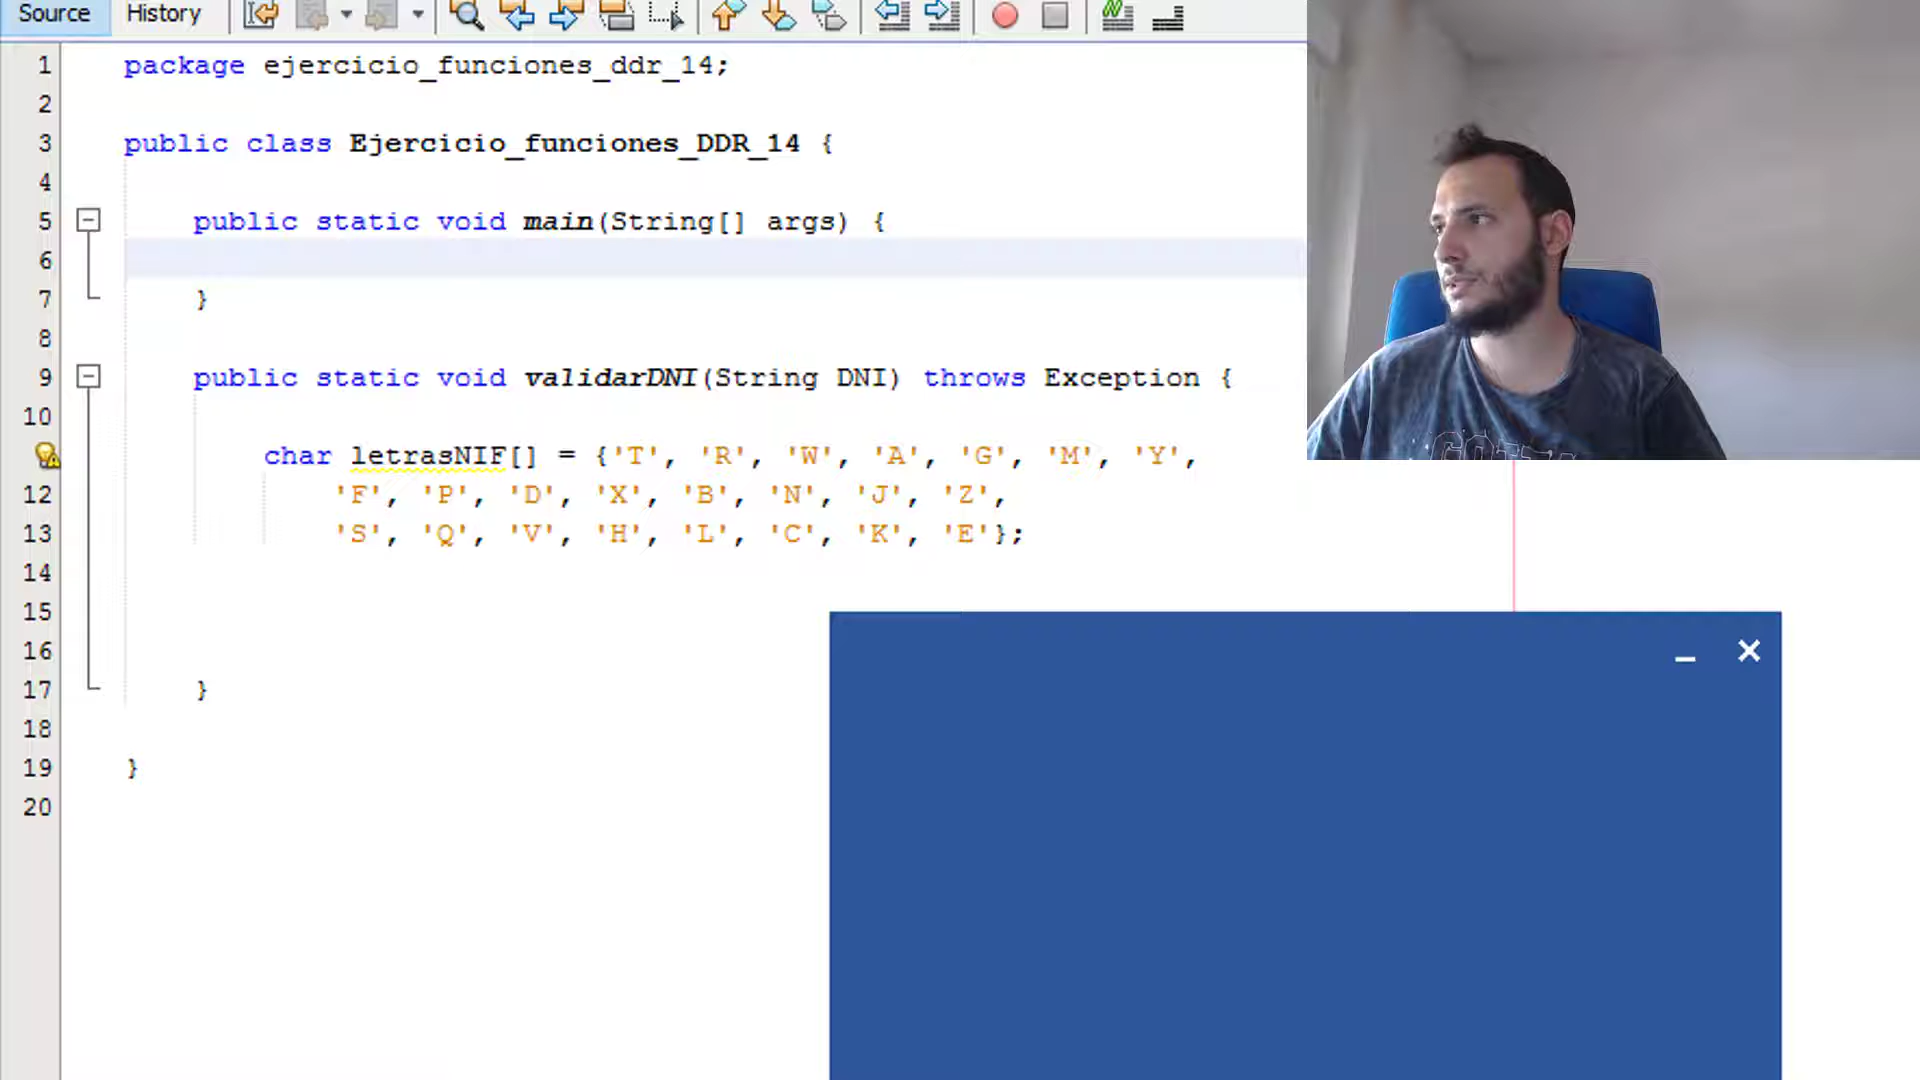 Source History
1 package ejercicio_funciones_ddr_14;
2
3 public class Ejercicio_funciones_DDR_14 {
4
5 public static void main(String[] args) {
6
7 }
8
9 public static void validarDNI(String DNI) throws Exception {
10
char letrasNIF[] = {'T', 'R', 'W', 'A', 'G', 'M', 'Y',
12 'F', 'P', 'D', 'X', 'B', 'N', 'J', 'Z',
13 'S', 'Q', 'V', 'H', 'L', 'C', 'K', 'E'};
14
15
16
17 }
18
19 }
20